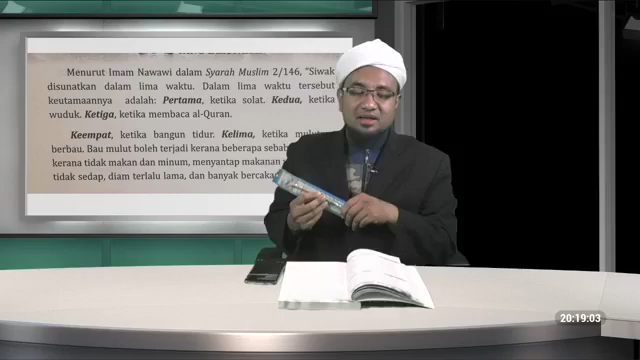 Menurut Imam Nawawi dalam Syarah Muslim 2/146, "Siwak
disunatkan dalam lima waktu. Dalam lima waktu tersebut
keutamaannya adalah: Pertama, ketika solat. Kedua, ketika
wuduk. Ketiga, ketika membaca al-Quran.
Keempat, ketika bangun tidur. Kelima, ketika
berbau. Bau mulut boleh terjadi kerana beberapa
kerana tidak makan dan minum, menyantap makanan
tidak sedap, diam terlalu lama, dan banyak
20:19:03